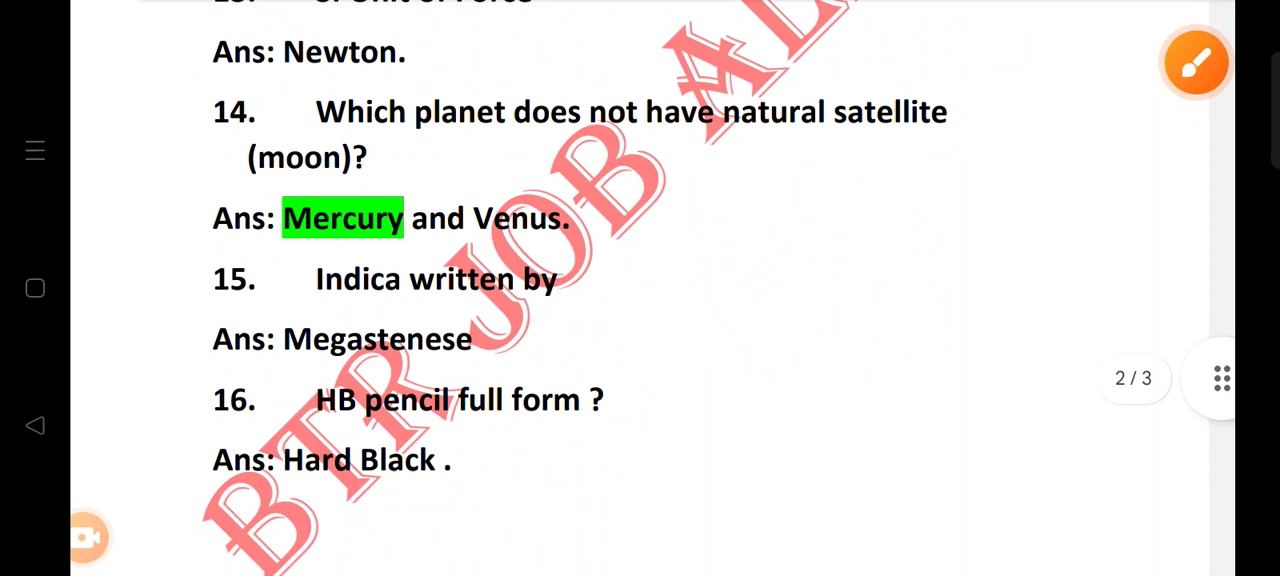 Ans: Newton.
14. Which planet does not have natural satellite
(moon)?
Ans: Mercury and Venus.
15. Indica written by
Ans: Megastenese
16. HB pencil full form ?
Ans: Hard Black .
BTR JOB
2 / 3